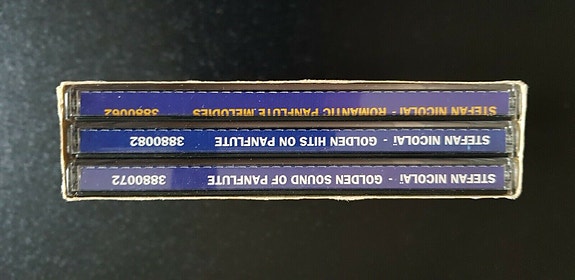 STEFAN NICOLAi - GOLDEN SOUND OF PANFLUTE 3880072
STEFAN NICOLAi - GOLDEN HITS ON PANFLUTE 3880082
STEFAN NICOLAi - ROMANTIC PANFLUTE MELODIES 3880062